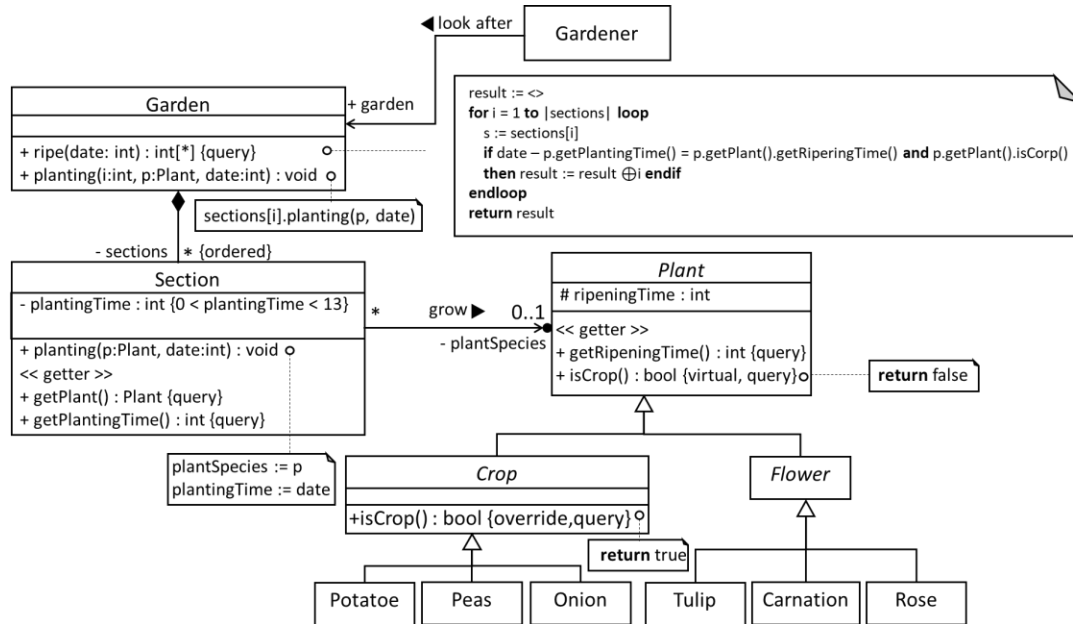 ◀ look after
Gardener
Garden
+ garden
+ ripe(date: int) : int[*] {query}
+ planting(i:int, p:Plant, date:int) : void
sections[i].planting(p, date)
result := <>
for i = 1 to |sections| loop
s := sections[i]
if date – p.getPlantingTime() = p.getPlant().getRiperingTime() and p.getPlant().isCorp()
then result := result ⊕i endif
endloop
return result
- sections
* {ordered}
Section
- plantingTime : int {0 < plantingTime < 13}
+ planting(p:Plant, date:int) : void
<< getter >>
+ getPlant() : Plant {query}
+ getPlantingTime() : int {query}
plantSpecies := p
plantingTime := date
*
grow ▶
0..1
- plantSpecies
Plant
# ripeningTime : int
<< getter >>
+ getRipeningTime() : int {query}
+ isCrop() : bool {virtual, query}
return false
Crop
+isCrop() : bool {override,query}
return true
Flower
Potatoe
Peas
Onion
Tulip
Carnation
Rose